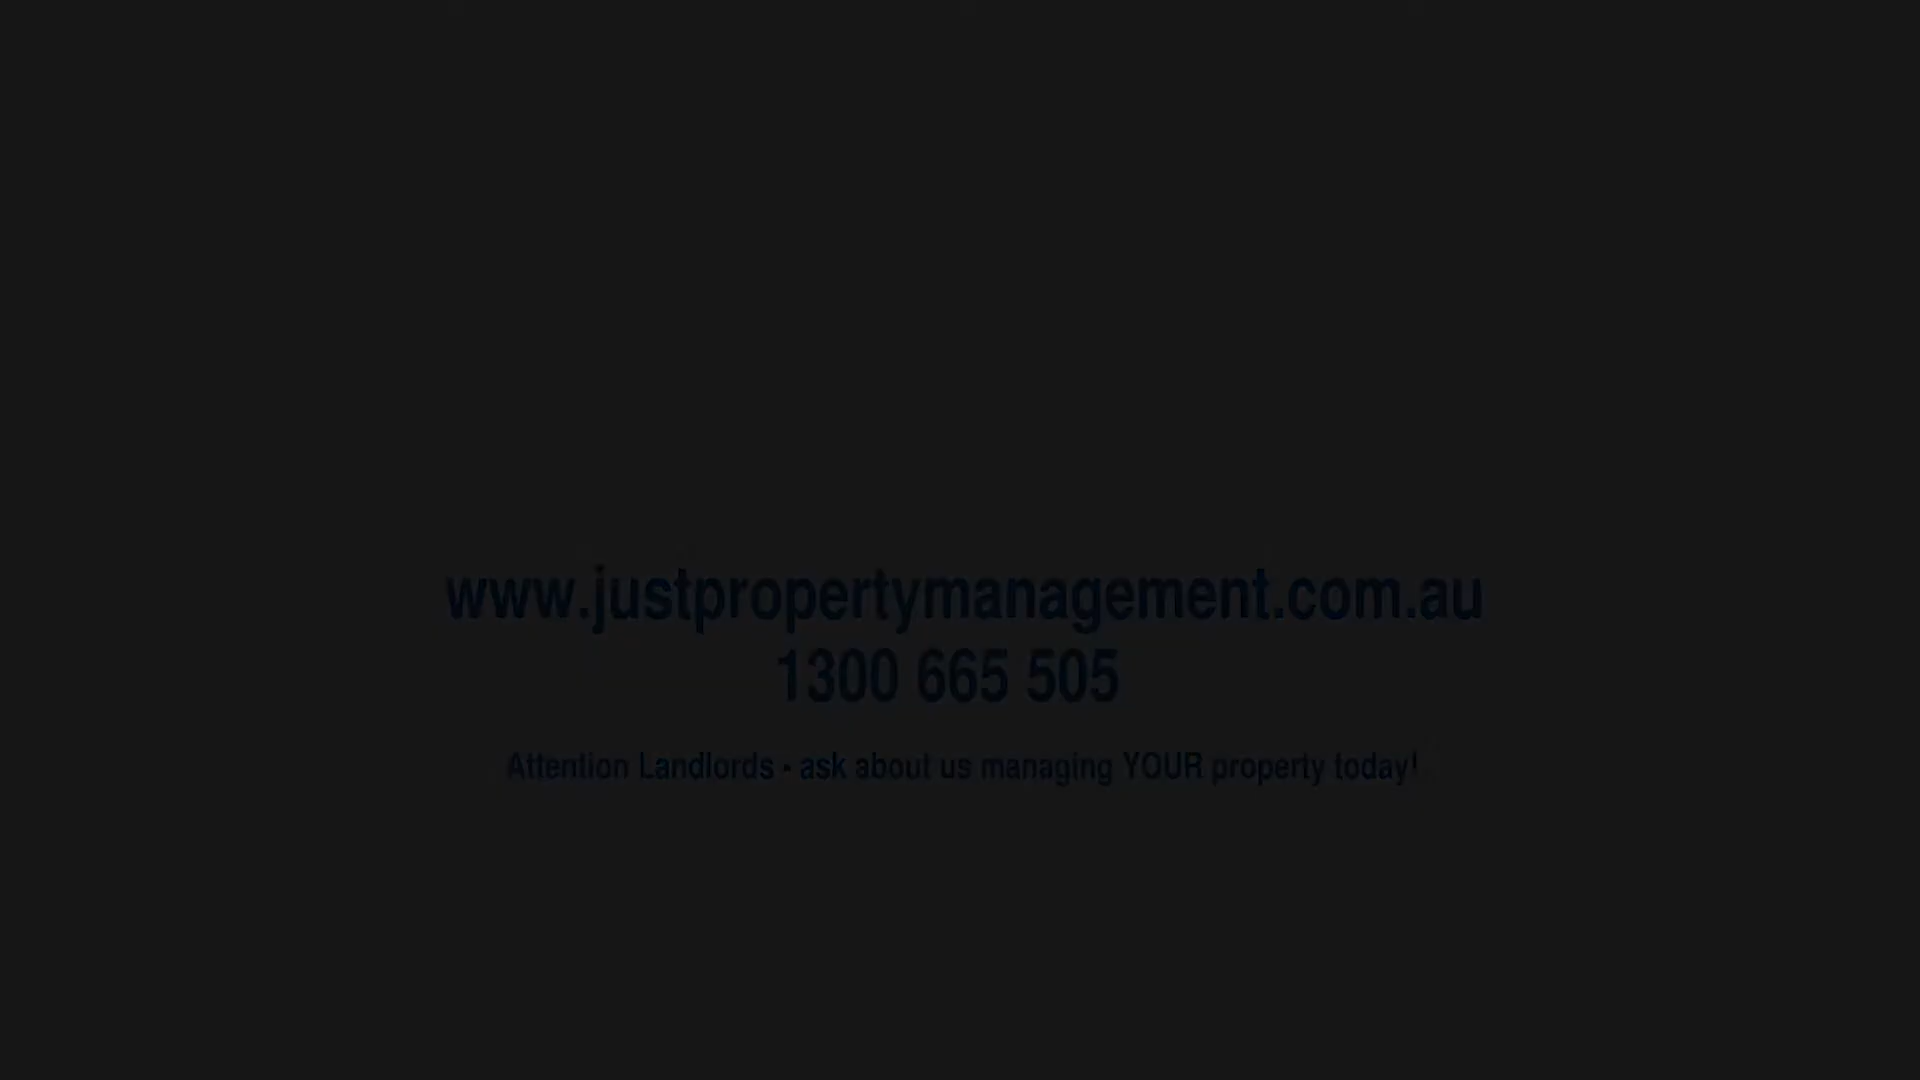 www.justpropertymanagement.com.au
1300 665 505
Attention Landlords - ask about us managing YOUR property today!